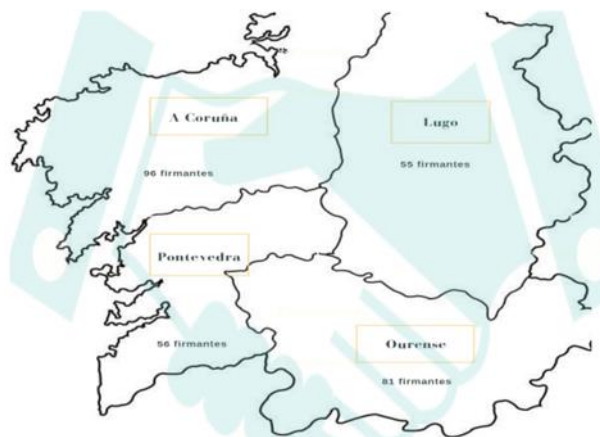 A Coruña
96 firmantes
Lugo
55 firmantes
Pontevedra
56 firmantes
Ourense
81 firmantes